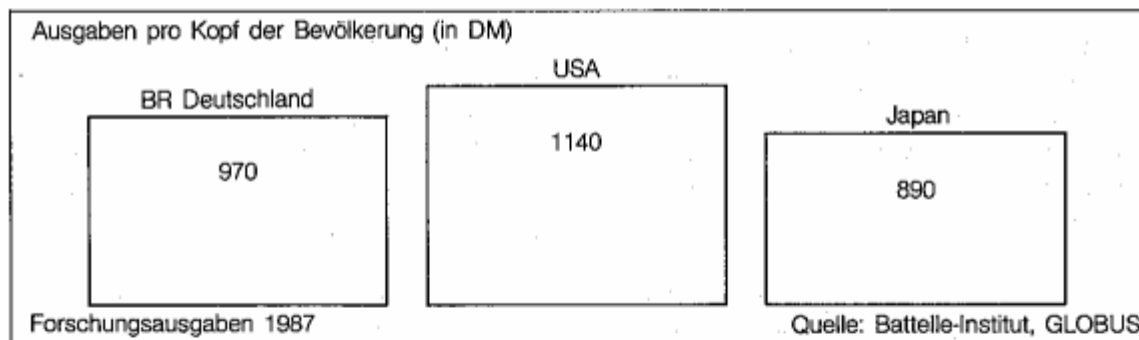 Ausgaben pro Kopf der Bevölkerung (in DM)
BR Deutschland
970
USA
1140
Japan
890
Forschungsausgaben 1987
Quelle: Battelle-Institut, GLOBUS